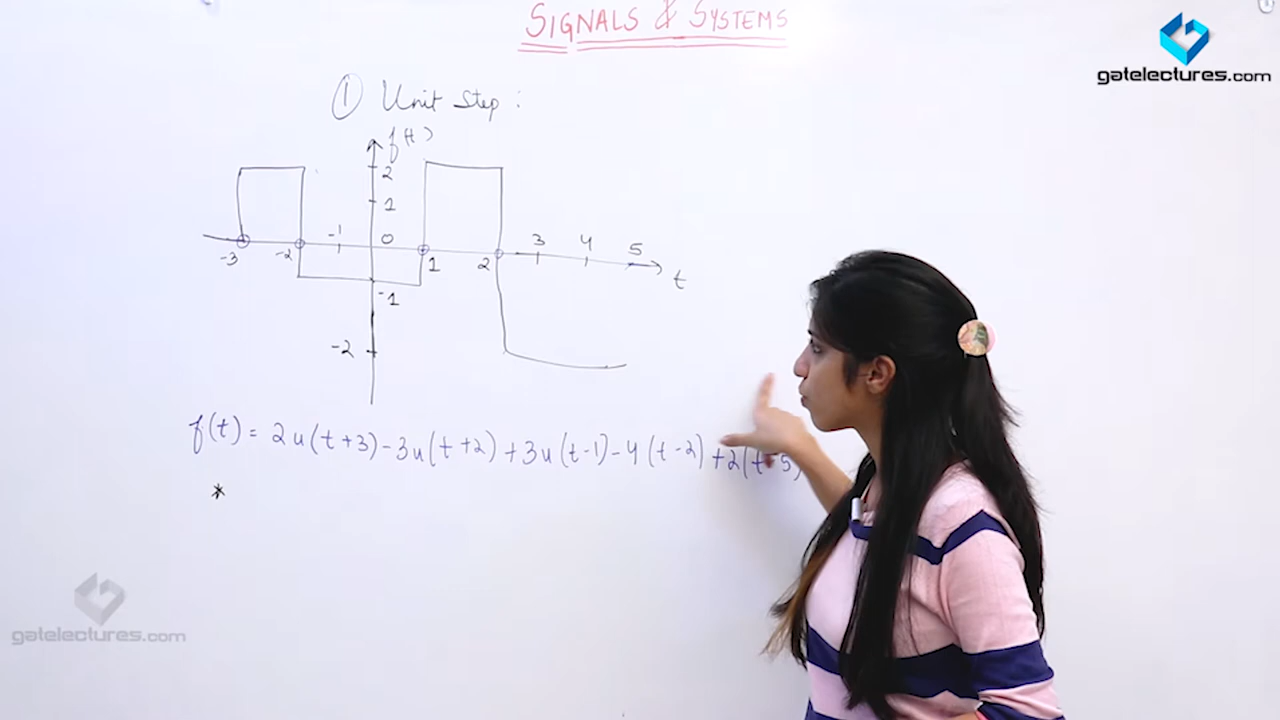 SIGNALS & SYSTEMS
gatelectures.com
① Unit Step :
f(t)
2
1
-3 -2 -1 0 1 2 3 4 5 t
-1
-2
f(t) = 2u(t+3) - 3u(t+2) + 3u(t-1) - 4(t-2) + 2(t-5)
*
gatelectures.com